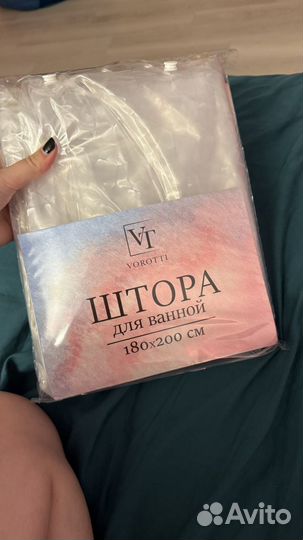 VT
VOROTTI
ШТОРА
для ванной
180x200 см
Avito